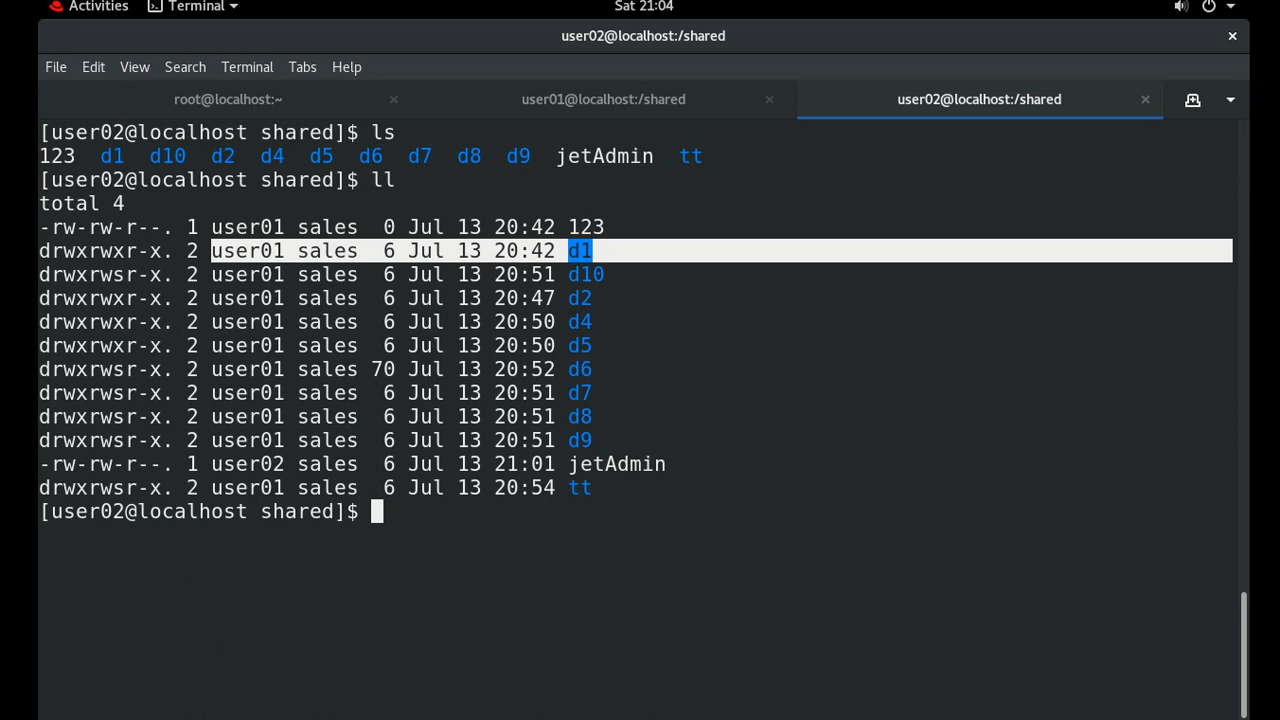 Activities Terminal Sat 21:04
user02@localhost:/shared
File Edit View Search Terminal Tabs Help
root@localhost:~ user01@localhost:/shared user02@localhost:/shared
[user02@localhost shared]$ ls
123 d1 d10 d2 d4 d5 d6 d7 d8 d9 jetAdmin tt
[user02@localhost shared]$ ll
total 4
-rw-rw-r--. 1 user01 sales 0 Jul 13 20:42 123
drwxrwxr-x. 2 user01 sales 6 Jul 13 20:42 d1
drwxrwsr-x. 2 user01 sales 6 Jul 13 20:51 d10
drwxrwxr-x. 2 user01 sales 6 Jul 13 20:47 d2
drwxrwxr-x. 2 user01 sales 6 Jul 13 20:50 d4
drwxrwxr-x. 2 user01 sales 6 Jul 13 20:50 d5
drwxrwsr-x. 2 user01 sales 70 Jul 13 20:52 d6
drwxrwsr-x. 2 user01 sales 6 Jul 13 20:51 d7
drwxrwsr-x. 2 user01 sales 6 Jul 13 20:51 d8
drwxrwsr-x. 2 user01 sales 6 Jul 13 20:51 d9
-rw-rw-r--. 1 user02 sales 6 Jul 13 21:01 jetAdmin
drwxrwsr-x. 2 user01 sales 6 Jul 13 20:54 tt
[user02@localhost shared]$